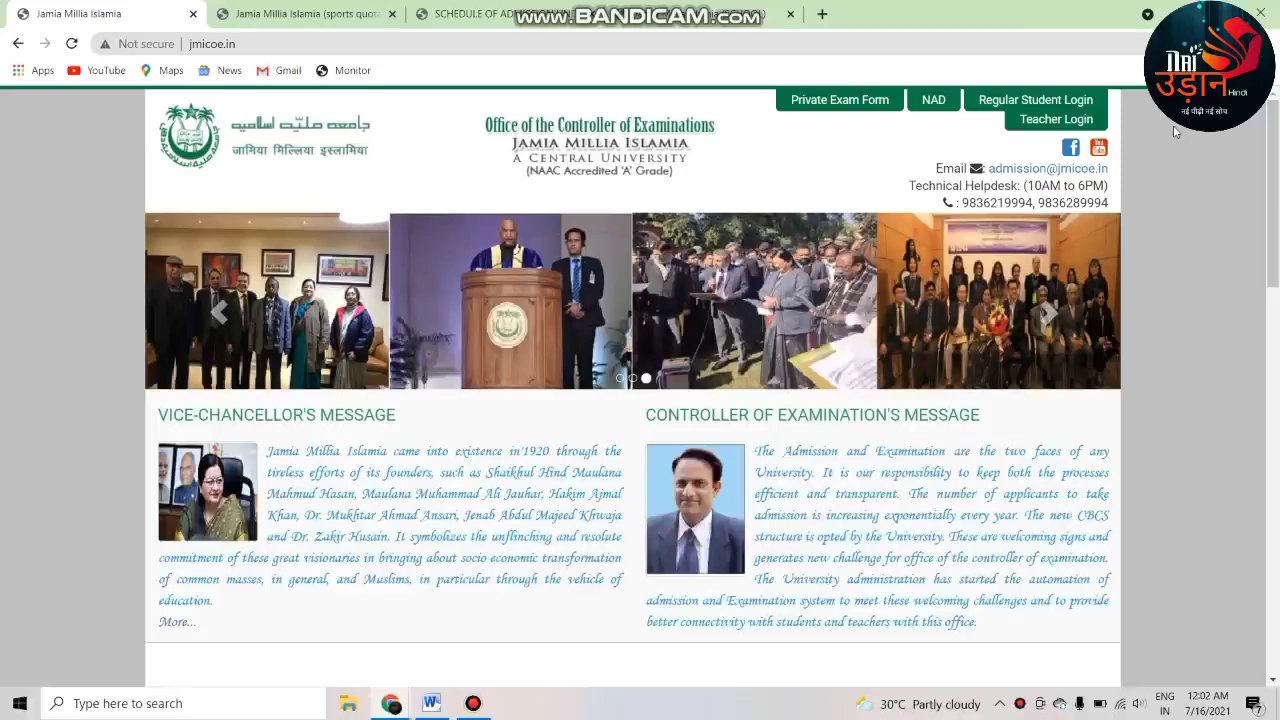 Jamia Millia Islamia
Jamia Millia Islamia (sports quota
SCHEDULE OF AD
www.BANDICAM.com
Not secure
jmicoe.in
Apps
YouTube
Maps
News
Gmail
Monitor
nai
उड़ान
Hindi
नई पीढ़ी नई सोच
Private Exam Form
NAD
Regular Student Login
Teacher Login
جامعہ ملیہ اسلامیہ
जामिया मिल्लिया इस्लामिया
Office of the Controller of Examinations
JAMIA MILLIA ISLAMIA
A CENTRAL UNIVERSITY
(NAAC Accredited 'A' Grade)
Email : admission@jmicoe.in
Technical Helpdesk: (10AM to 6PM)
: 9836219994, 9836289994
VICE-CHANCELLOR'S MESSAGE
Jamia Millia Islamia came into existence in'1920 through the
tireless efforts of its founders, such as Shaikhul Hind Maulana
Mahmud Hasan, Maulana Muhammad Ali Jauhar, Hakim Ajmal
Khan, Dr. Mukhtar Ahmad Ansari, Jenab Abdul Majeed Khwaja
and Dr. Zakir Husain. It symbolizes the unflinching and resolute
commitment of these great visionaries in bringing about socio-economic transformation
of common masses, in general, and Muslims, in particular through the vehicle of
education.
More...
CONTROLLER OF EXAMINATION'S MESSAGE
The Admission and Examination are the two faces of any
University. It is our responsibility to keep both the processes
efficient and transparent. The number of applicants to take
admission is increasing exponentially every year. The new CBCS
structure is opted by the University. These are welcoming signs and
generates new challenge for office of the controller of examination.
The University administration has started the automation of
admission and Examination system to meet these welcoming challenges and to provide
better connectivity with students and teachers with this office.
Type here to search
30°C Partly cloudy
ENG
IN
12:02 AM
7/16/2021
7